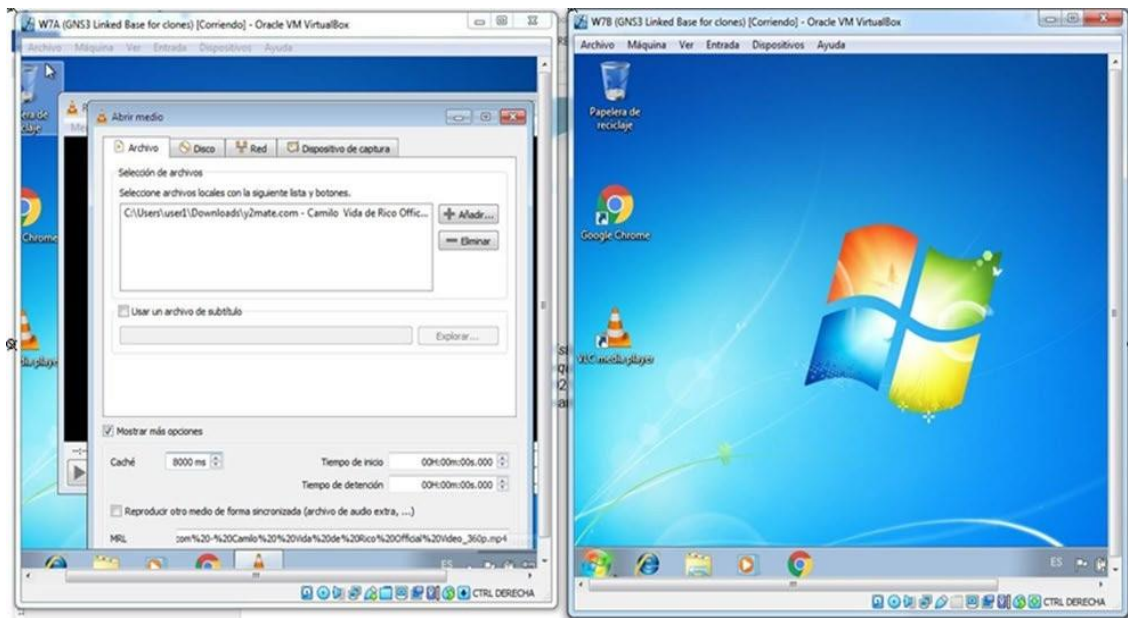 W7A (GNS3 Linked Base for clones) [Corriendo] - Oracle VM VirtualBox
Archivo Máquina Ver Entrada Dispositivos Ayuda
Abrir medio
Archivo Disco Red Dispositivo de captura
Selección de archivos
Seleccione archivos locales con la siguiente lista y botones.
C:\Users\user1\Downloads\y2mate.com - Camilo Vida de Rico Offic...
Añadir...
Eliminar
Usar un archivo de subtítulo
Explorar...
Mostrar más opciones
Caché 8000 ms Tiempo de inicio 00H:00m:00s.000
Tiempo de detención 00H:00m:00s.000
Reproducir otro medio de forma sincronizada (archivo de audio extra, ...)
MRL com%20-%20Camilo%20%20Vida%20de%20Rico%20Official%20Video_360p.mp4
Chrome
ES
CTRL DERECHA
W7B (GNS3 Linked Base for clones) [Corriendo] - Oracle VM VirtualBox
Archivo Máquina Ver Entrada Dispositivos Ayuda
Papelera de
reciclaje
Google Chrome
VLC media player
ES
CTRL DERECHA